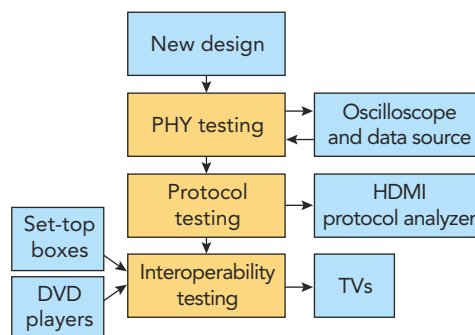 New design
PHY testing
Oscilloscope
and data source
Protocol
testing
HDMI
protocol analyzer
Set-top
boxes
Interoperability
testing
TVs
DVD
players